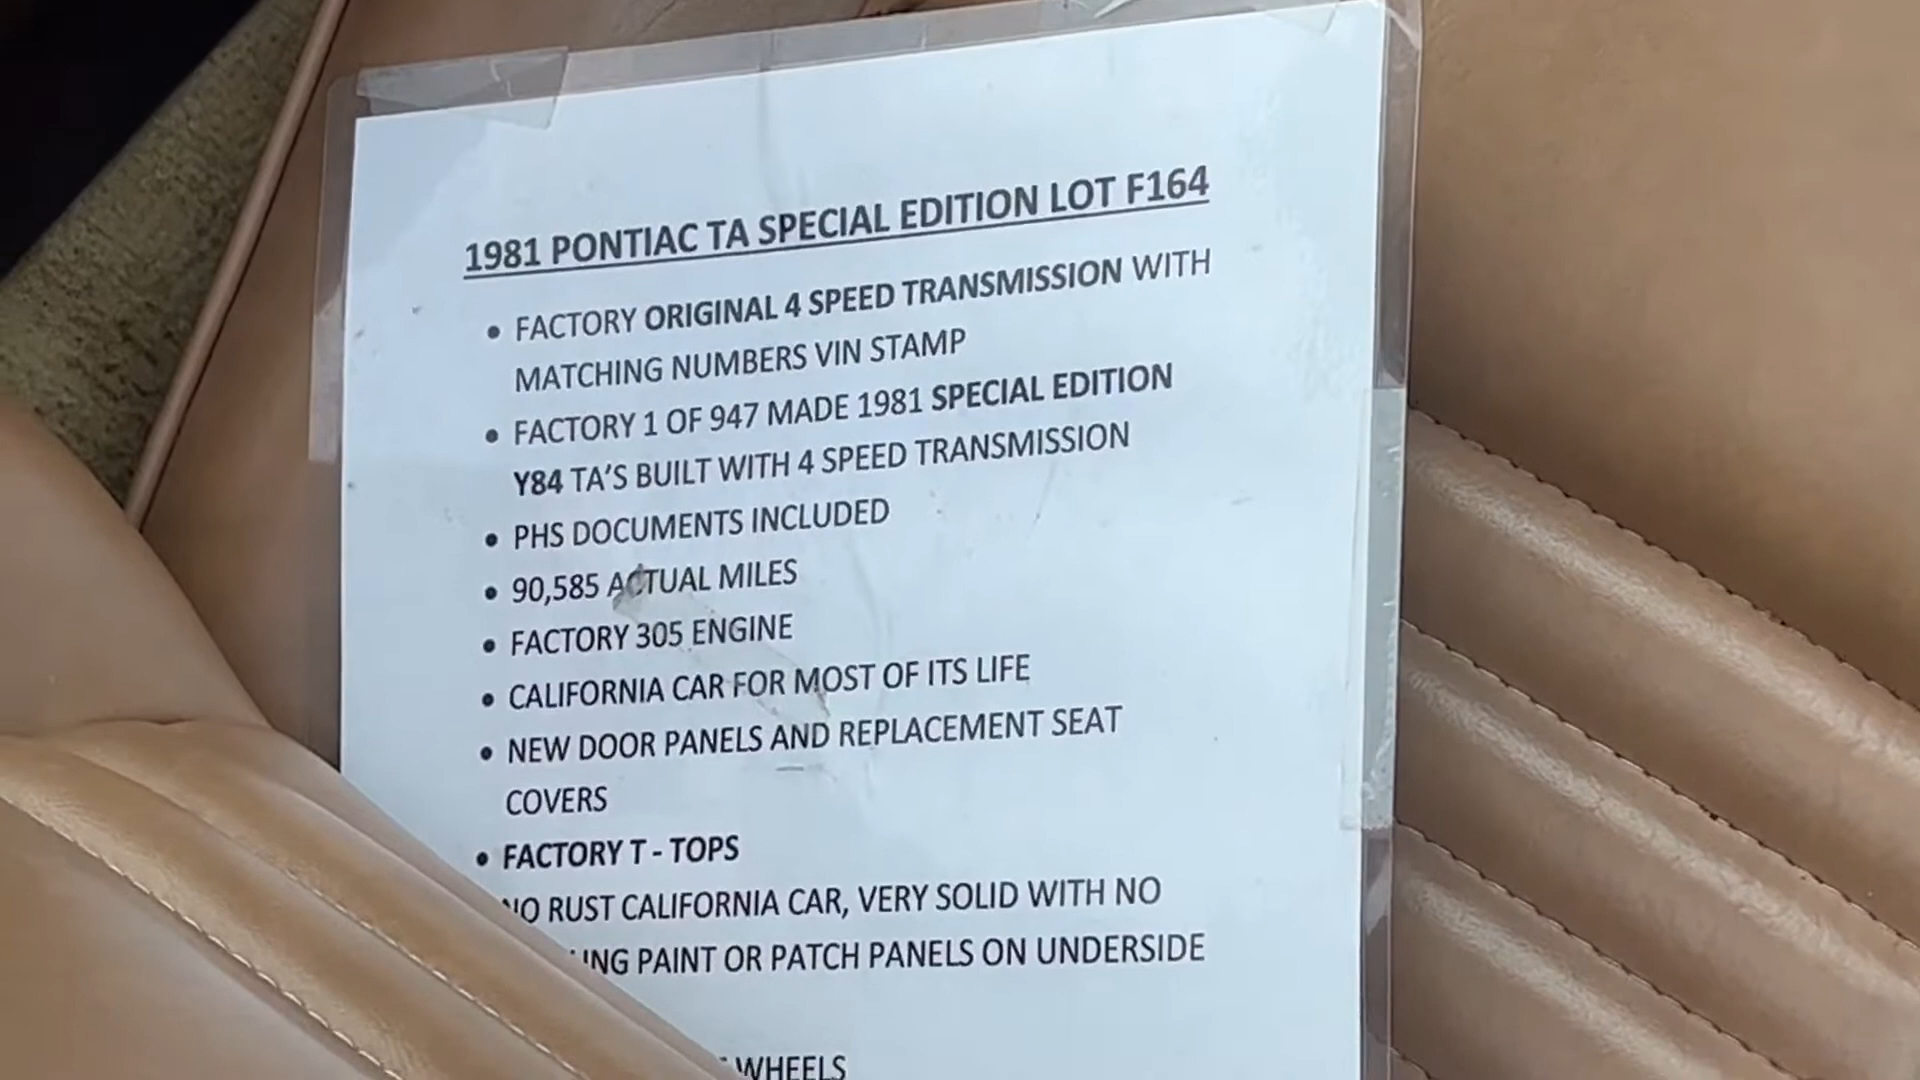 1981 PONTIAC TA SPECIAL EDITION LOT F164
• FACTORY ORIGINAL 4 SPEED TRANSMISSION WITH
MATCHING NUMBERS VIN STAMP
• FACTORY 1 OF 947 MADE 1981 SPECIAL EDITION
Y84 TA'S BUILT WITH 4 SPEED TRANSMISSION
• PHS DOCUMENTS INCLUDED
• 90,585 ACTUAL MILES
• FACTORY 305 ENGINE
• CALIFORNIA CAR FOR MOST OF ITS LIFE
• NEW DOOR PANELS AND REPLACEMENT SEAT
COVERS
• FACTORY T - TOPS
NO RUST CALIFORNIA CAR, VERY SOLID WITH NO
PAINT OR PATCH PANELS ON UNDERSIDE
WHEELS